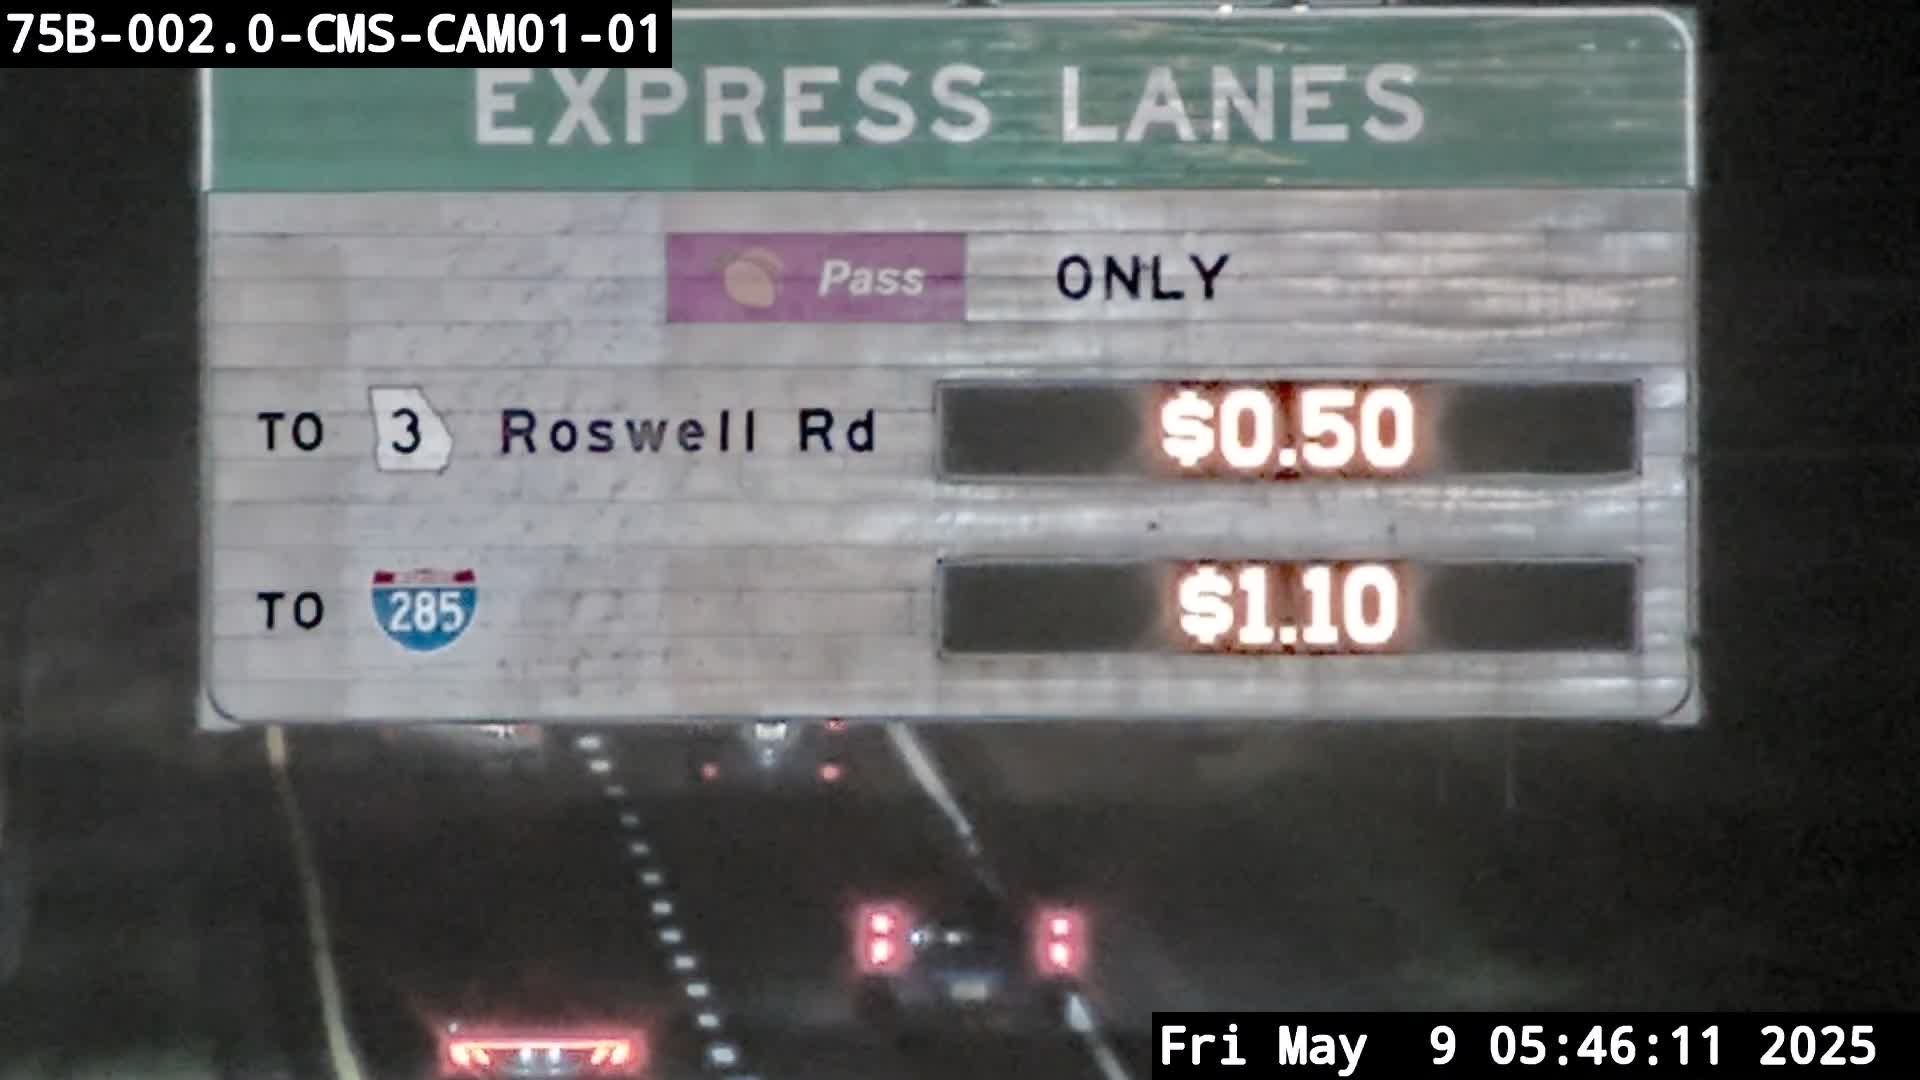 75B-002.0-CMS-CAM01-01
EXPRESS LANES
Pass ONLY
TO 3 Roswell Rd $0.50
TO 285 $1.10
Fri May 9 05:46:11 2025